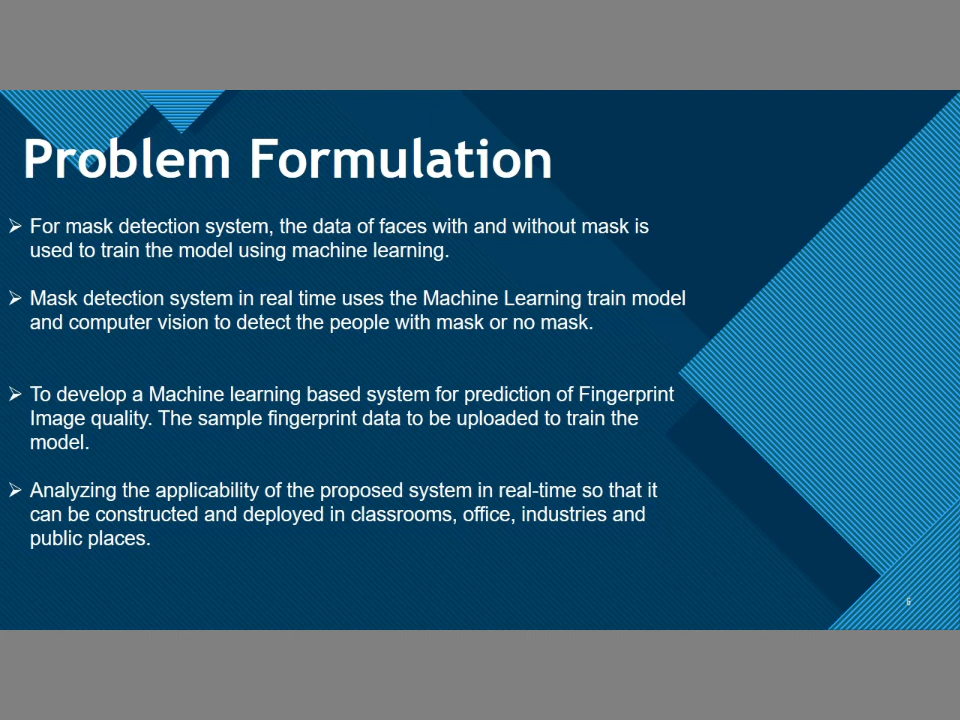 Problem Formulation
➢ For mask detection system, the data of faces with and without mask is
used to train the model using machine learning.
➢ Mask detection system in real time uses the Machine Learning train model
and computer vision to detect the people with mask or no mask.
➢ To develop a Machine learning based system for prediction of Fingerprint
Image quality. The sample fingerprint data to be uploaded to train the
model.
➢ Analyzing the applicability of the proposed system in real-time so that it
can be constructed and deployed in classrooms, office, industries and
public places.
6